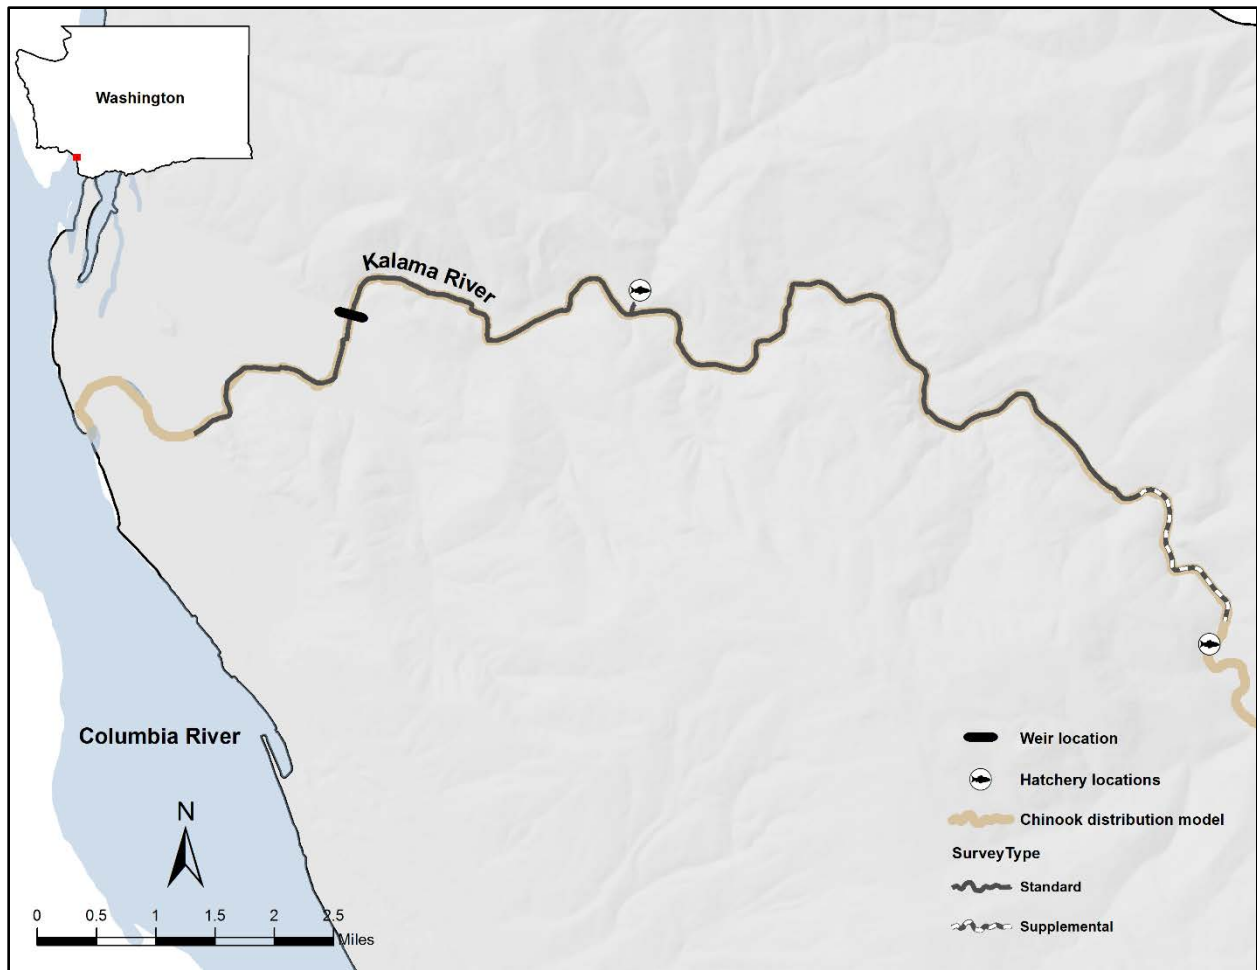 Washington
Kalama River
Columbia River
N
0 0.5 1 1.5 2 2.5
Miles
Weir location
Hatchery locations
Chinook distribution model
SurveyType
Standard
Supplemental